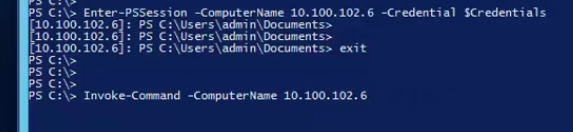 PS C:\> Enter-PSSession -ComputerName 10.100.102.6 -Credential $Credentials
[10.100.102.6]: PS C:\Users\admin\Documents>
[10.100.102.6]: PS C:\Users\admin\Documents>
[10.100.102.6]: PS C:\Users\admin\Documents> exit
PS C:\>
PS C:\>
PS C:\>
PS C:\> Invoke-Command -ComputerName 10.100.102.6